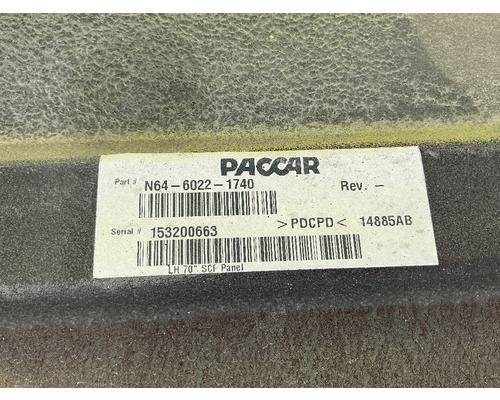 PACCAR
Part # N64-6022-1740 Rev. -
>PDCPD< 14885AB
Serial # 153200663
LH 70" SCF Panel